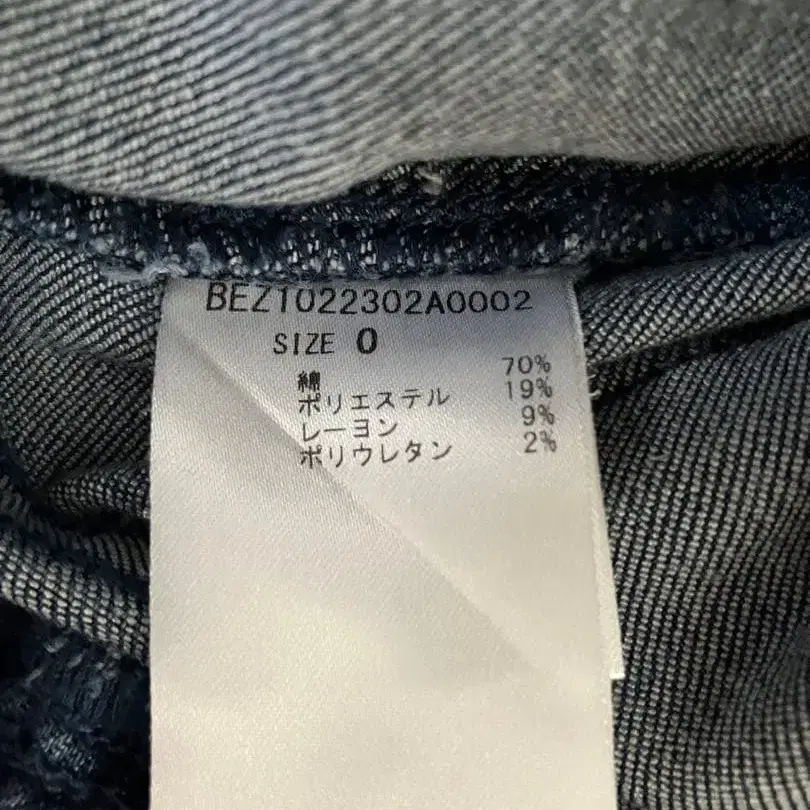 BEZ1022302A0002
SIZE 0
綿 70%
ポリエステル 19%
レーヨン 9%
ポリウレタン 2%